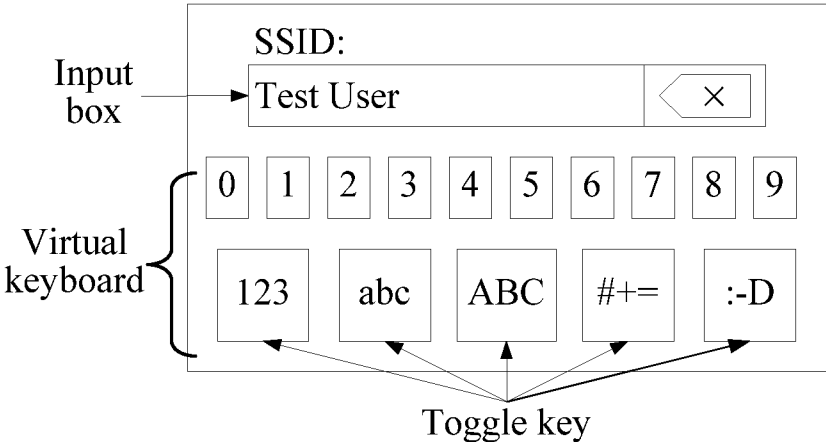 SSID:
Input box
Test User
×
0 1 2 3 4 5 6 7 8 9
Virtual keyboard
123 abc ABC #+= :-D
Toggle key